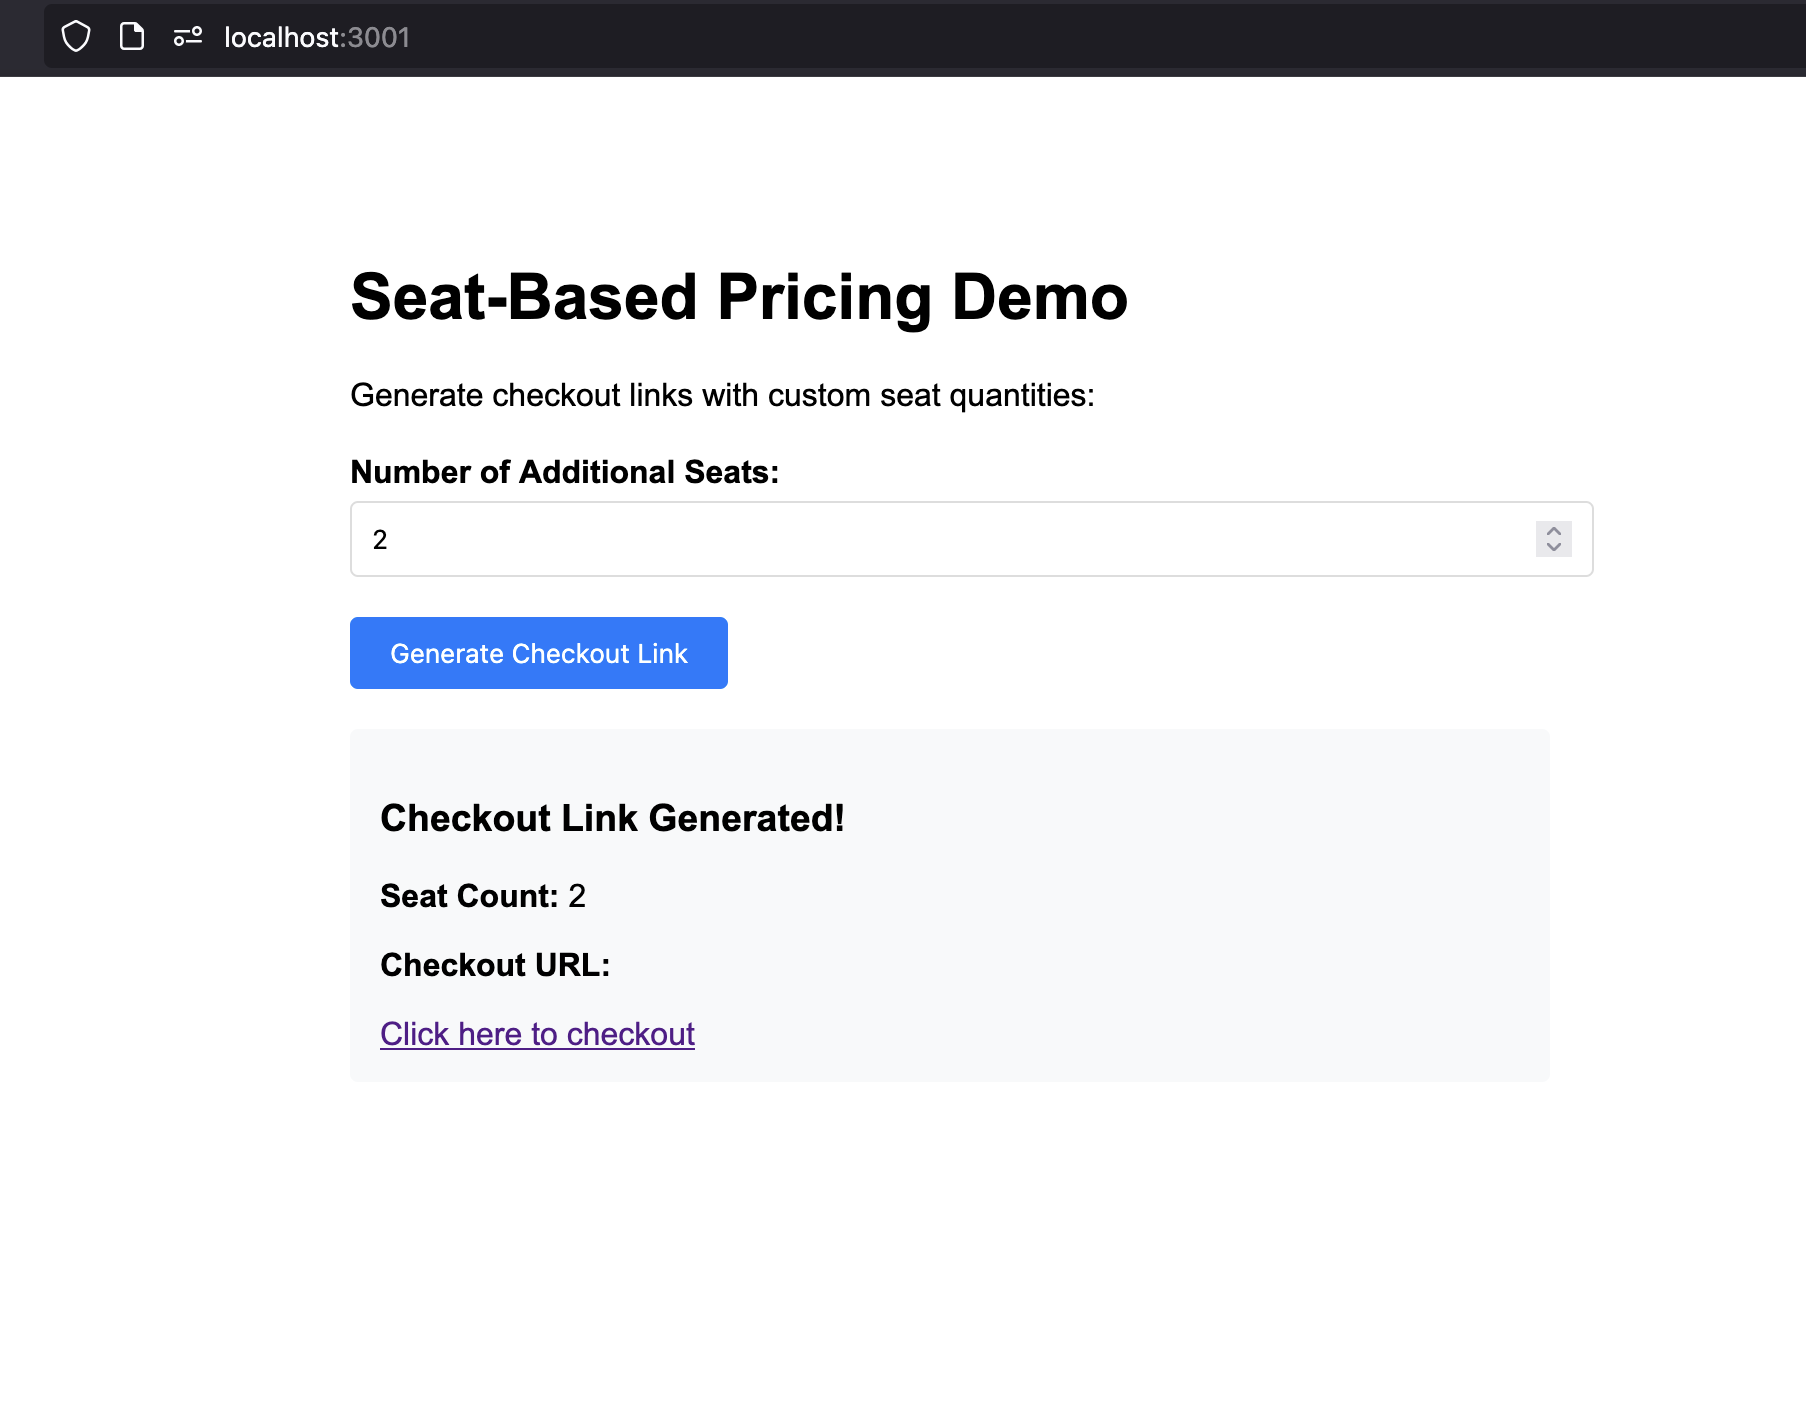 localhost:3001
Seat-Based Pricing Demo
Generate checkout links with custom seat quantities:
Number of Additional Seats:
2
Generate Checkout Link
Checkout Link Generated!
Seat Count: 2
Checkout URL:
Click here to checkout